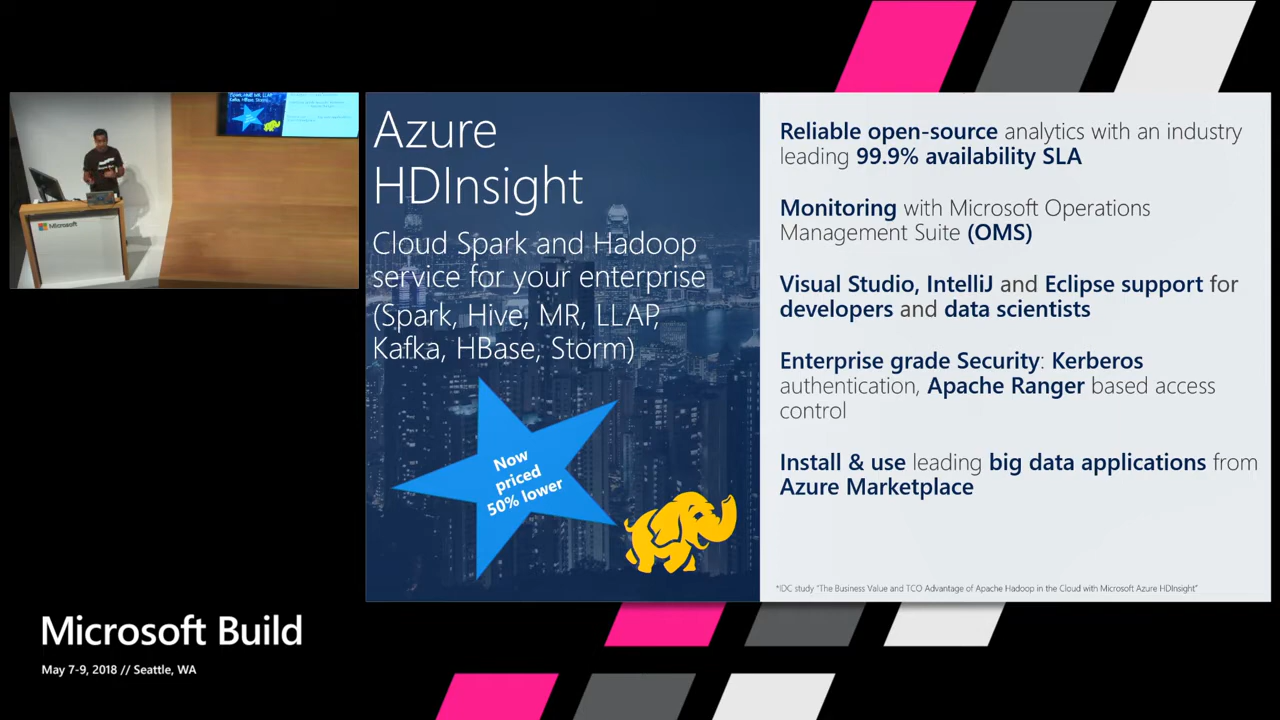 Azure
HDInsight
Cloud Spark and Hadoop
service for your enterprise
(Spark, Hive, MR, LLAP,
Kafka, HBase, Storm)
Now
priced
50% lower
Reliable open-source analytics with an industry
leading 99.9% availability SLA
Monitoring with Microsoft Operations
Management Suite (OMS)
Visual Studio, IntelliJ and Eclipse support for
developers and data scientists
Enterprise grade Security: Kerberos
authentication, Apache Ranger based access
control
Install & use leading big data applications from
Azure Marketplace
*IDC study "The Business Value and TCO Advantage of Apache Hadoop in the Cloud with Microsoft Azure HDInsight"
Microsoft
Microsoft Build
May 7-9, 2018 // Seattle, WA